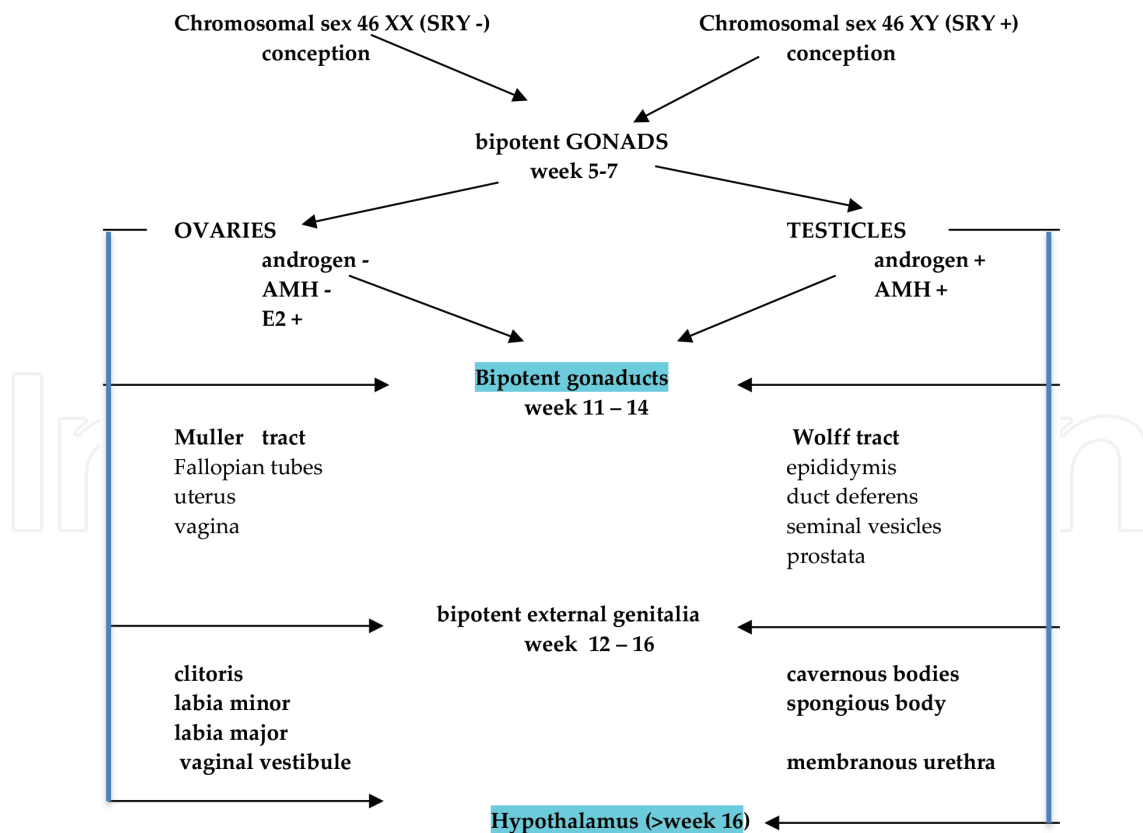 Chromosomal sex 46 XX (SRY -)
conception
Chromosomal sex 46 XY (SRY +)
conception
bipotent GONADS
week 5-7
OVARIES
androgen -
AMH -
E2 +
TESTICLES
androgen +
AMH +
Bipotent gonaducts
week 11 – 14
Muller tract
Fallopian tubes
uterus
vagina
Wolff tract
epididymis
duct deferens
seminal vesicles
prostata
bipotent external genitalia
week 12 – 16
clitoris
labia minor
labia major
vaginal vestibule
cavernous bodies
spongious body
membranous urethra
Hypothalamus (>week 16)